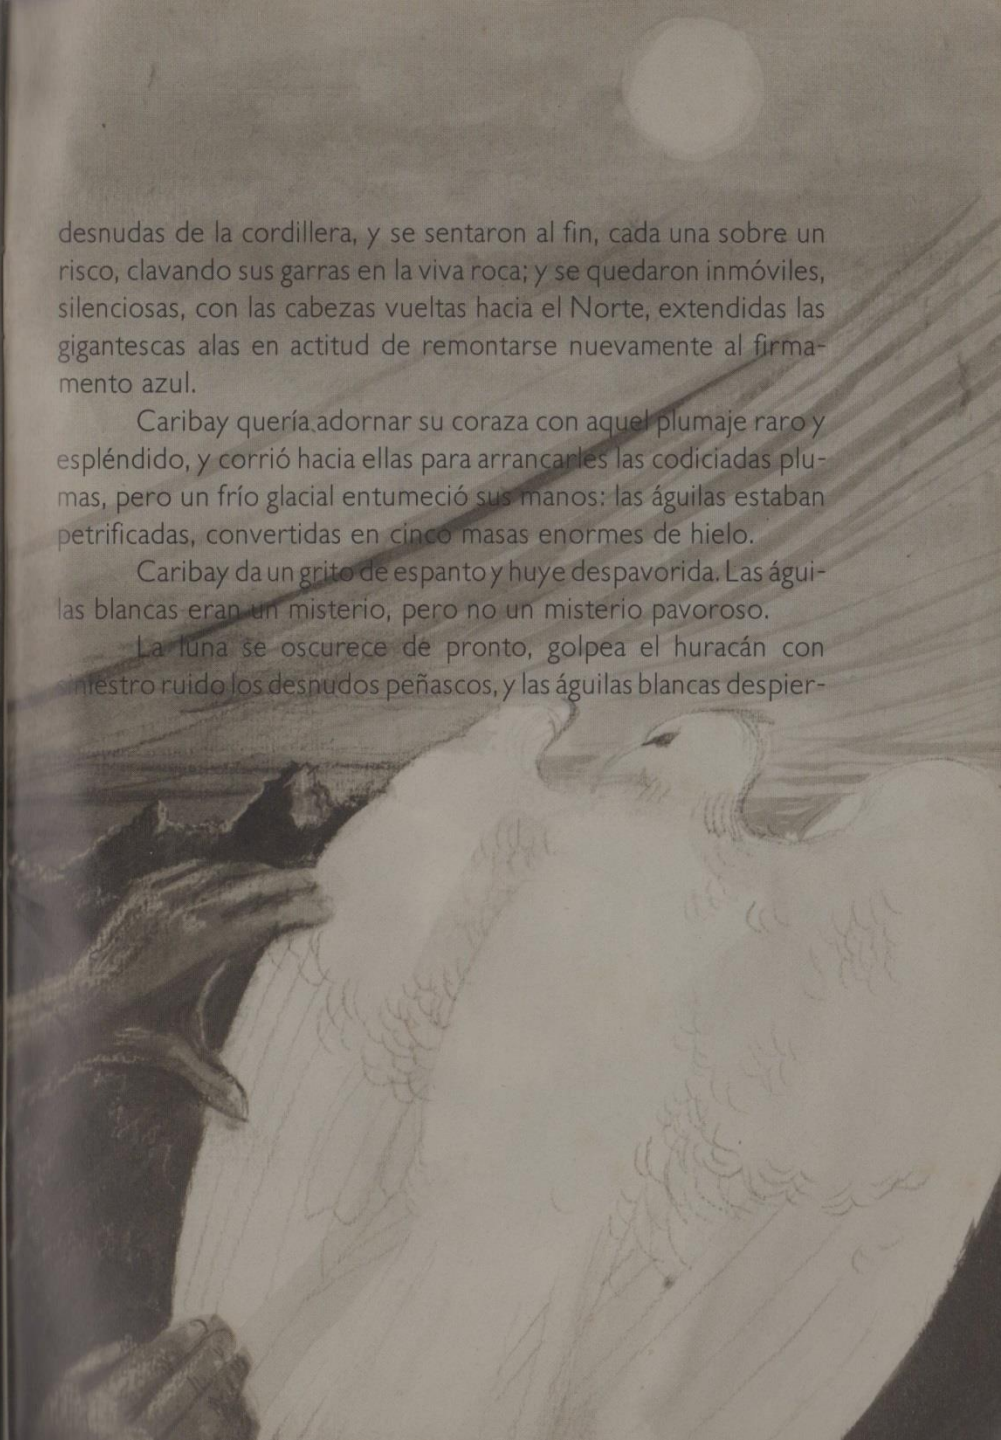 desnudas de la cordillera, y se sentaron al fin, cada una sobre un
risco, clavando sus garras en la viva roca; y se quedaron inmóviles,
silenciosas, con las cabezas vueltas hacia el Norte, extendidas las
gigantescas alas en actitud de remontarse nuevamente al firma-
mento azul.
Caribay quería adornar su coraza con aquel plumaje raro y
espléndido, y corrió hacia ellas para arrancarles las codiciadas plu-
mas, pero un frío glacial entumeció sus manos: las águilas estaban
petrificadas, convertidas en cinco masas enormes de hielo.
Caribay da un grito de espanto y huye despavorida. Las águi-
las blancas eran un misterio, pero no un misterio pavoroso.
La luna se oscurece de pronto, golpea el huracán con
siniestro ruido los desnudos peñascos, y las águilas blancas despier-